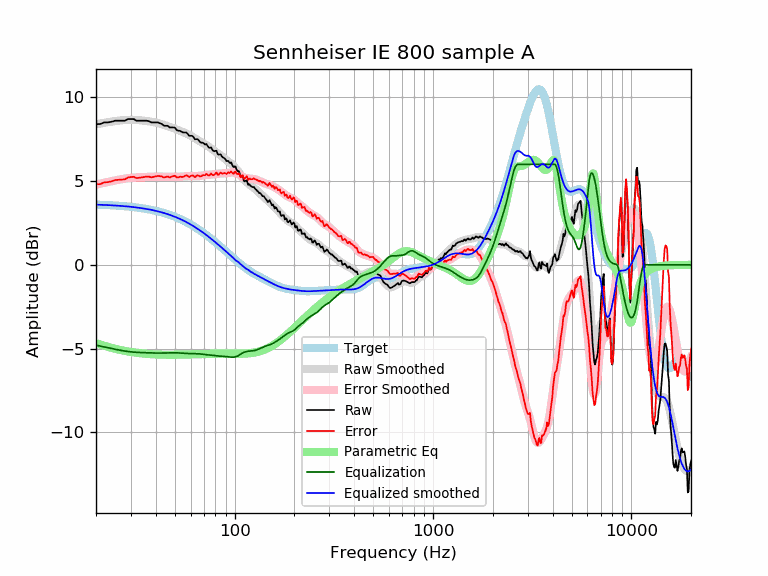 Sennheiser IE 800 sample A
10
5
0
−5
−10
Amplitude (dBr)
Target
Raw Smoothed
Error Smoothed
Raw
Error
Parametric Eq
Equalization
Equalized smoothed
100
1000
10000
Frequency (Hz)